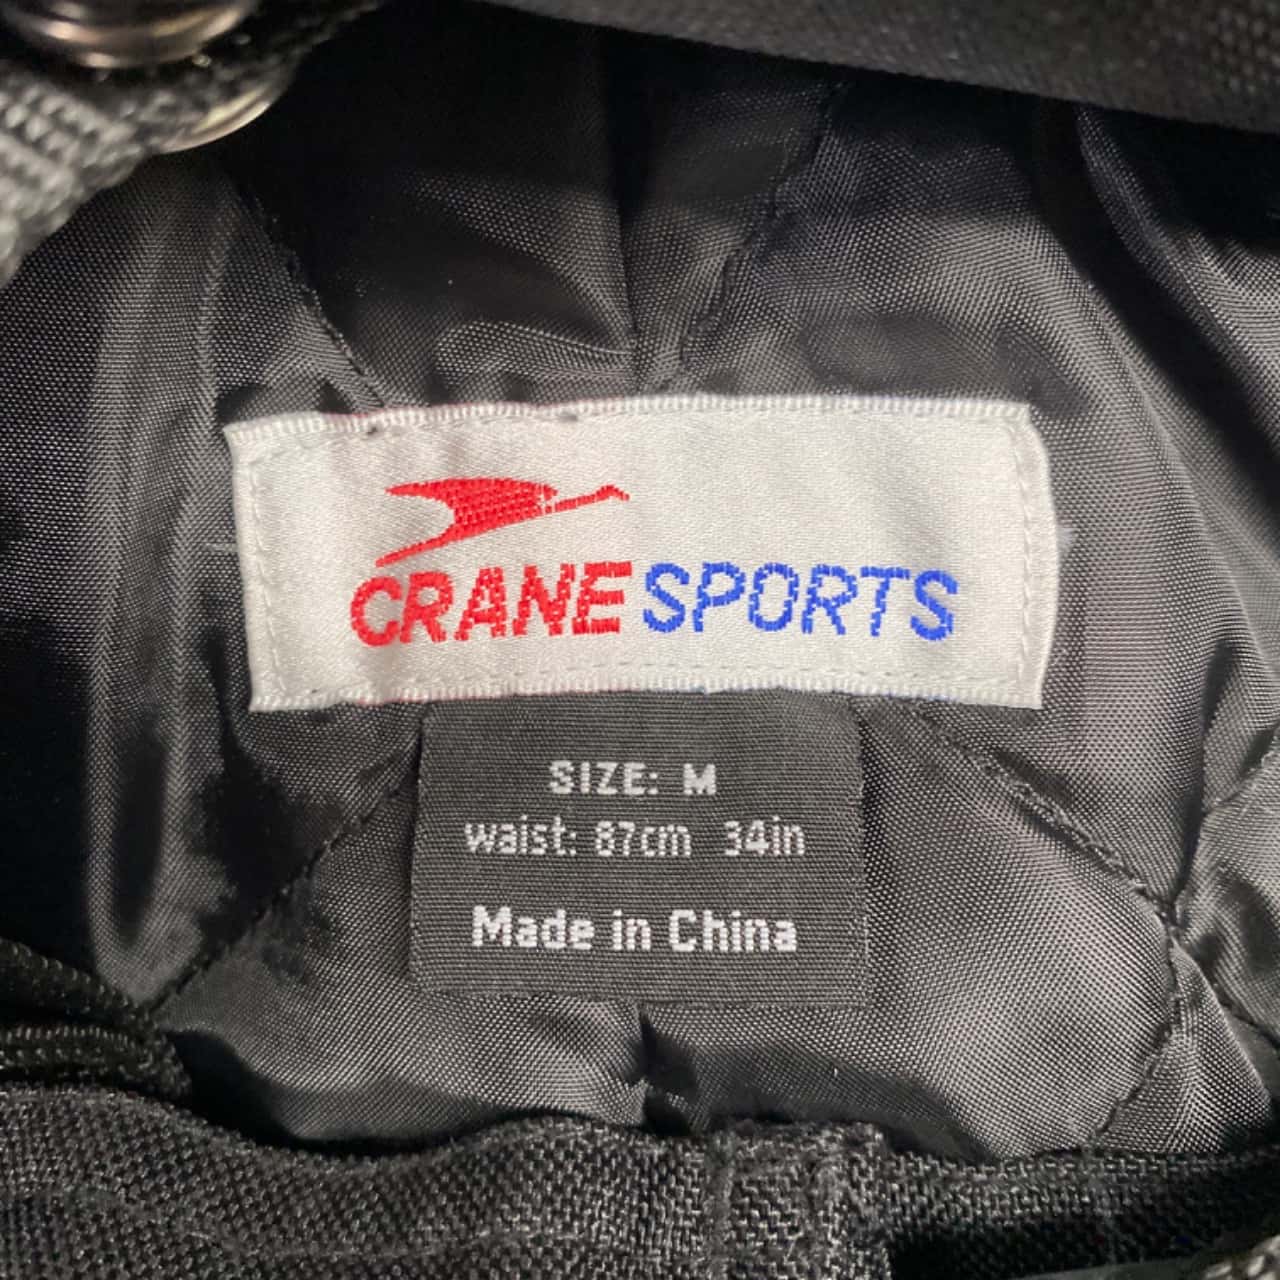 CRANE SPORTS
SIZE: M
waist: 87cm 34in
Made in China